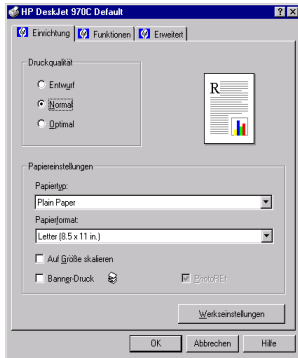 HP DeskJet 970C Default
Einrichtung Funktionen Erweitert
Druckqualität
Entwurf
Normal
Optimal
R
Papiereinstellungen
Papiertyp:
Plain Paper
Papierformat:
Letter (8.5 x 11 in.)
Auf Größe skalieren
Banner-Druck PhotoREt
Werkseinstellungen
OK Abbrechen Hilfe